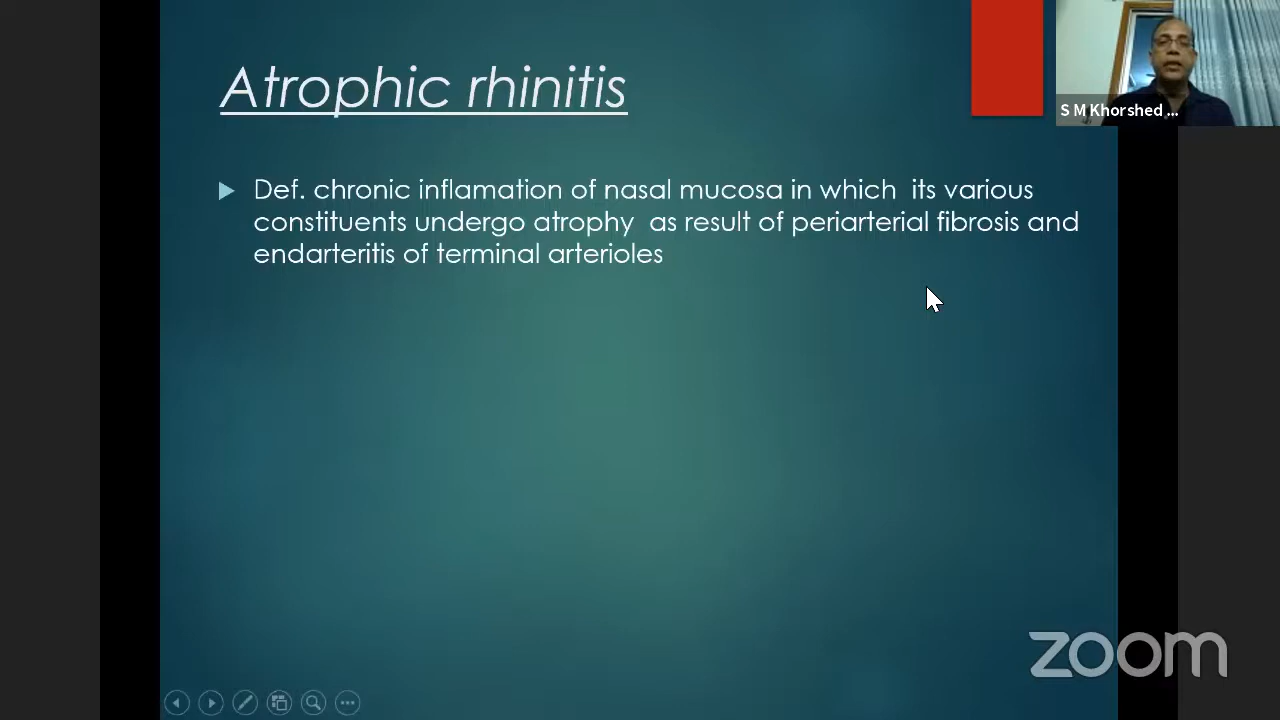 Atrophic rhinitis
S M Khorshed ...
Def. chronic inflamation of nasal mucosa in which its various
constituents undergo atrophy as result of periarterial fibrosis and
endarteritis of terminal arterioles
zoom